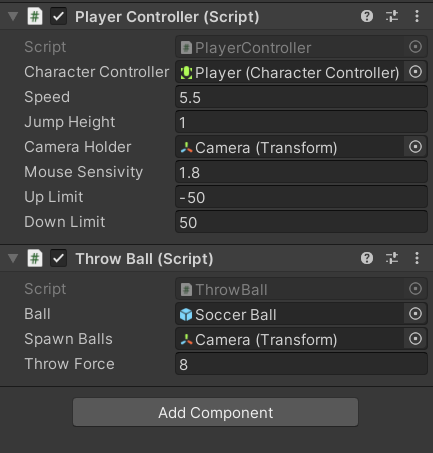 Player Controller (Script)
Script PlayerController
Character Controller Player (Character Controller)
Speed 5.5
Jump Height 1
Camera Holder Camera (Transform)
Mouse Sensivity 1.8
Up Limit -50
Down Limit 50
Throw Ball (Script)
Script ThrowBall
Ball Soccer Ball
Spawn Balls Camera (Transform)
Throw Force 8
Add Component